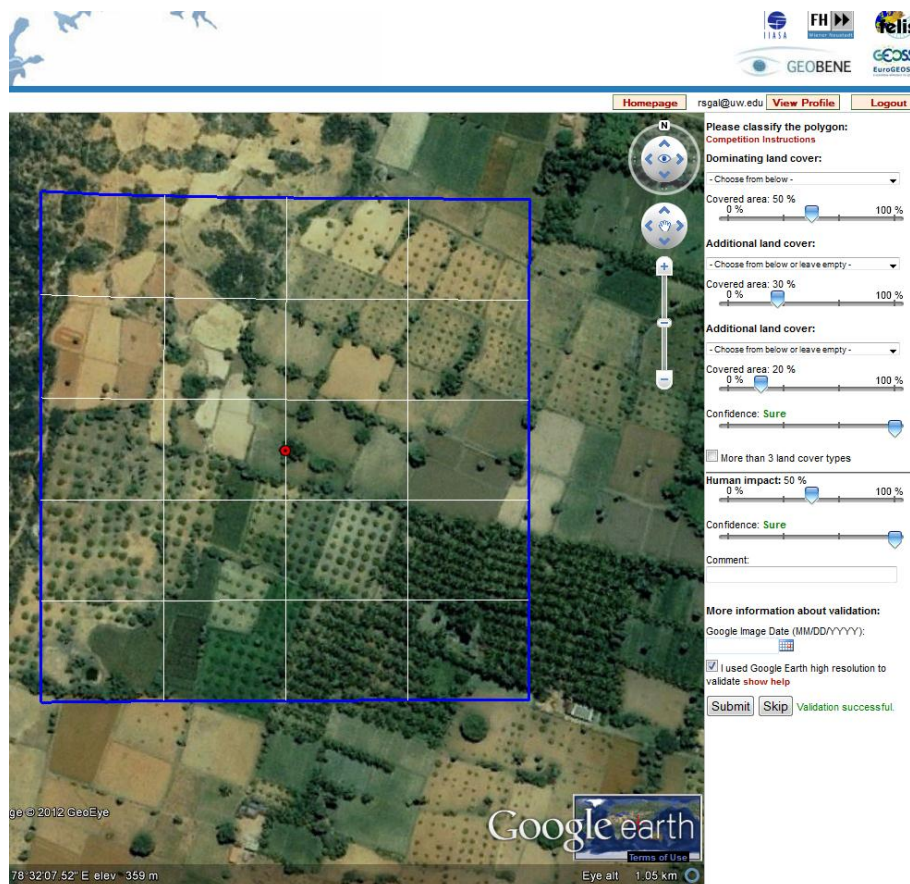 IIASA
FH
Wiener Neustadt
felis
GEOBENE
GEOSS
EuroGEOSS
Homepage rsgal@uw.edu View Profile Logout
N
Please classify the polygon:
Competition Instructions
Dominating land cover:
- Choose from below -
Covered area: 50 %
0 % 100 %
Additional land cover:
- Choose from below or leave empty -
Covered area: 30 %
0 % 100 %
Additional land cover:
- Choose from below or leave empty -
Covered area: 20 %
0 % 100 %
Confidence: Sure
More than 3 land cover types
Human impact: 50 %
0 % 100 %
Confidence: Sure
Comment:
More information about validation:
Google Image Date (MM/DD/YYYY):
I used Google Earth high resolution to
validate show help
Submit Skip Validation successful.
ge © 2012 GeoEye
Google earth
Terms of Use
78°32'07.52" E elev 359 m Eye alt 1.05 km